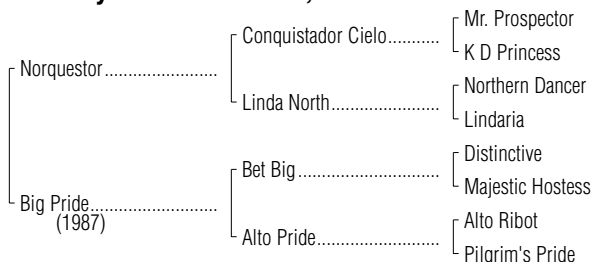 Mr. Prospector
Conquistador Cielo..........
K D Princess
Norquestor......................
Northern Dancer
Linda North.....................
Lindaria
Distinctive
Bet Big...........................
Majestic Hostess
Big Pride.........................
(1987)
Alto Ribot
Alto Pride.......................
Pilgrim's Pride